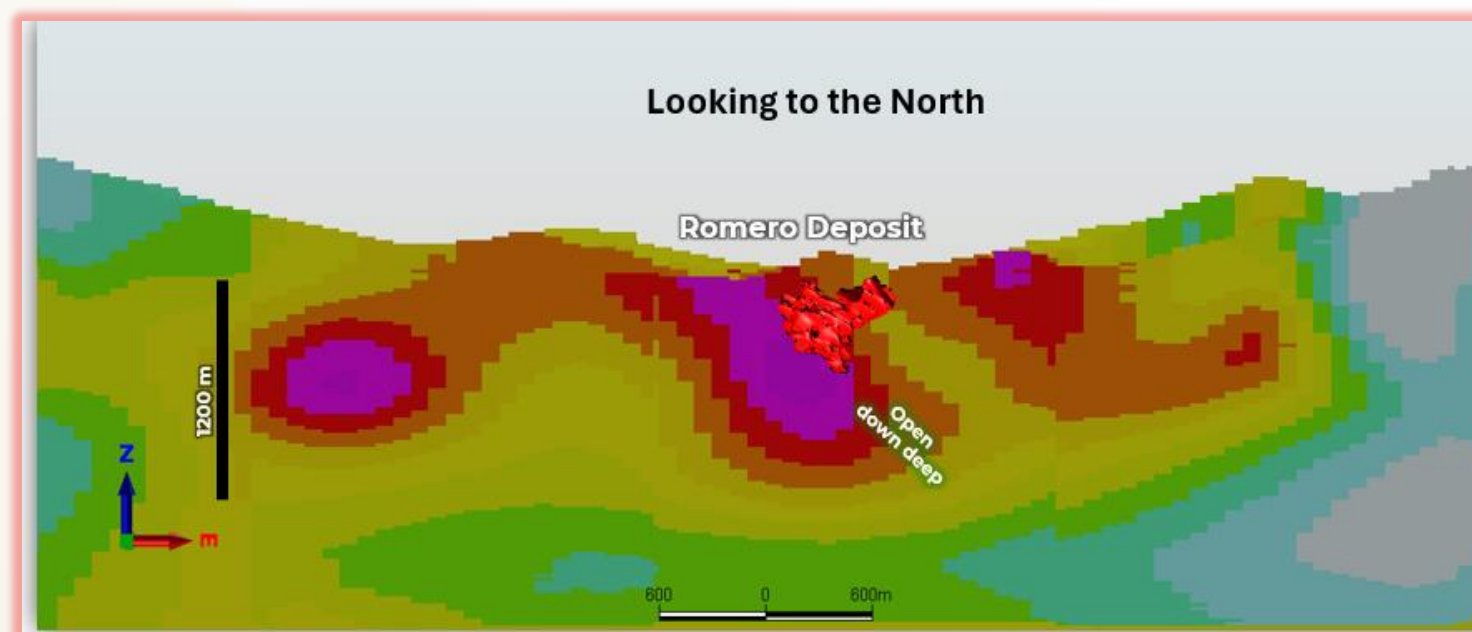 Looking to the North
Romero Deposit
1200 m
Open
down deep
Z
E
600 0 600m